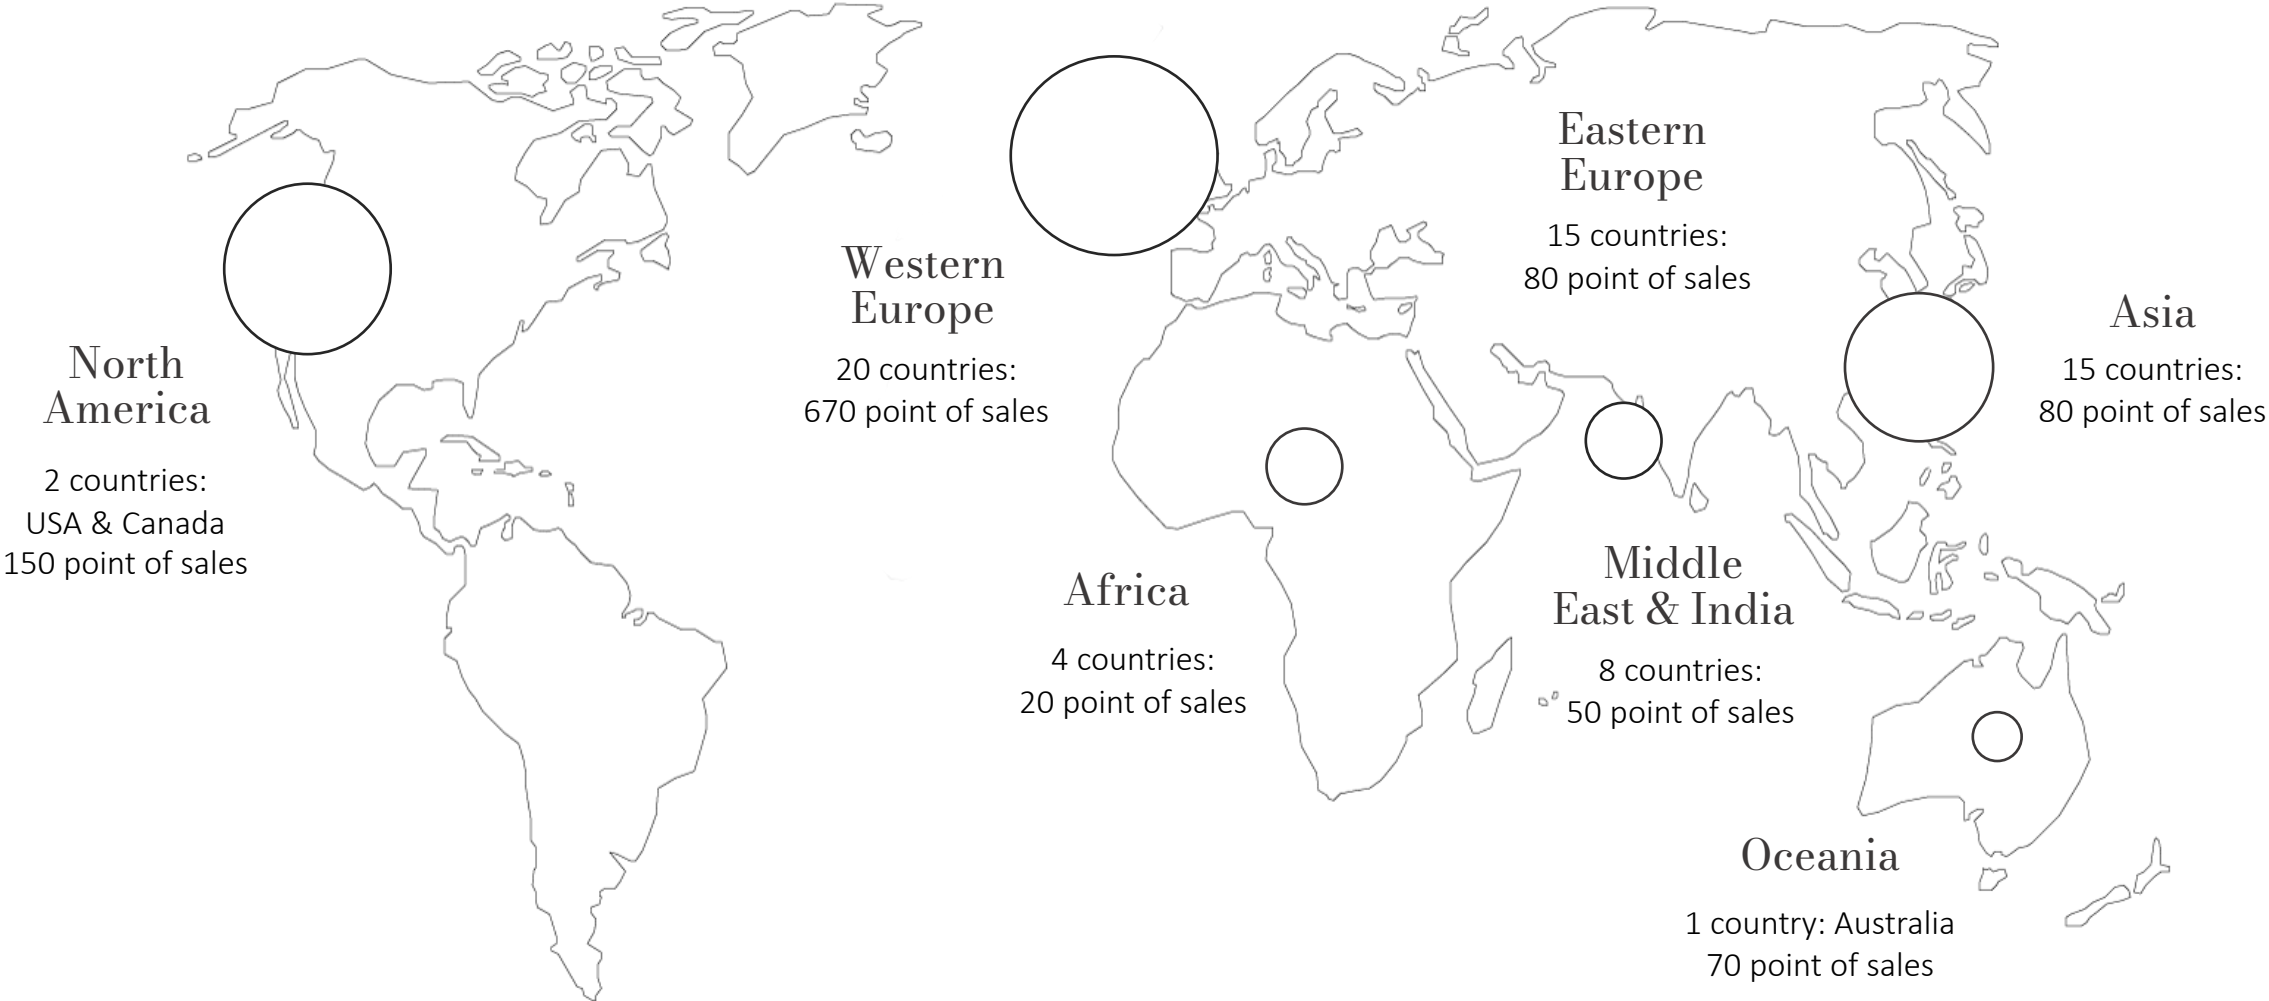 North
America
2 countries:
USA & Canada
150 point of sales
Western
Europe
20 countries:
670 point of sales
Eastern
Europe
15 countries:
80 point of sales
Asia
15 countries:
80 point of sales
Africa
4 countries:
20 point of sales
Middle
East & India
8 countries:
50 point of sales
Oceania
1 country: Australia
70 point of sales